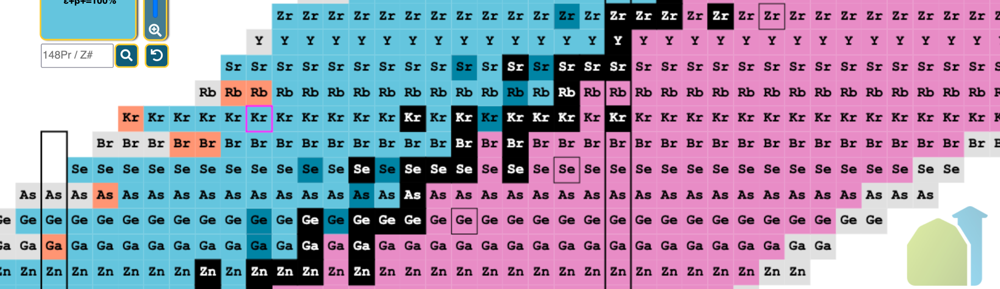 ε+β+=100%
148Pr / Z#
Zr Zr Zr Zr Zr Zr Zr Zr Zr Zr Zr Zr Zr Zr Zr Zr Zr Zr Zr Zr Zr Zr Zr Zr Zr Zr Zr Zr
Y Y Y Y Y Y Y Y Y Y Y Y Y Y Y Y Y Y Y Y Y Y Y Y Y Y Y Y Y
Sr Sr Sr Sr Sr Sr Sr Sr Sr Sr Sr Sr Sr Sr Sr Sr Sr Sr Sr Sr Sr Sr Sr Sr Sr Sr Sr Sr Sr Sr
Rb Rb Rb Rb Rb Rb Rb Rb Rb Rb Rb Rb Rb Rb Rb Rb Rb Rb Rb Rb Rb Rb Rb Rb Rb Rb Rb Rb Rb Rb Rb
Kr Kr Kr Kr Kr Kr Kr Kr Kr Kr Kr Kr Kr Kr Kr Kr Kr Kr Kr Kr Kr Kr Kr Kr Kr Kr Kr Kr Kr Kr Kr Kr Kr Kr
Br Br Br Br Br Br Br Br Br Br Br Br Br Br Br Br Br Br Br Br Br Br Br Br Br Br Br Br Br Br Br Br Br Br Br
Se Se Se Se Se Se Se Se Se Se Se Se Se Se Se Se Se Se Se Se Se Se Se Se Se Se Se Se Se Se Se Se Se Se Se
As As As As As As As As As As As As As As As As As As As As As As As As As As As As As As As As As As As As
Ge Ge Ge Ge Ge Ge Ge Ge Ge Ge Ge Ge Ge Ge Ge Ge Ge Ge Ge Ge Ge Ge Ge Ge Ge Ge Ge Ge Ge Ge Ge Ge Ge Ge Ge
Ga Ga Ga Ga Ga Ga Ga Ga Ga Ga Ga Ga Ga Ga Ga Ga Ga Ga Ga Ga Ga Ga Ga Ga Ga Ga Ga Ga Ga Ga Ga Ga Ga
Zn Zn Zn Zn Zn Zn Zn Zn Zn Zn Zn Zn Zn Zn Zn Zn Zn Zn Zn Zn Zn Zn Zn Zn Zn Zn Zn Zn Zn Zn Zn Zn